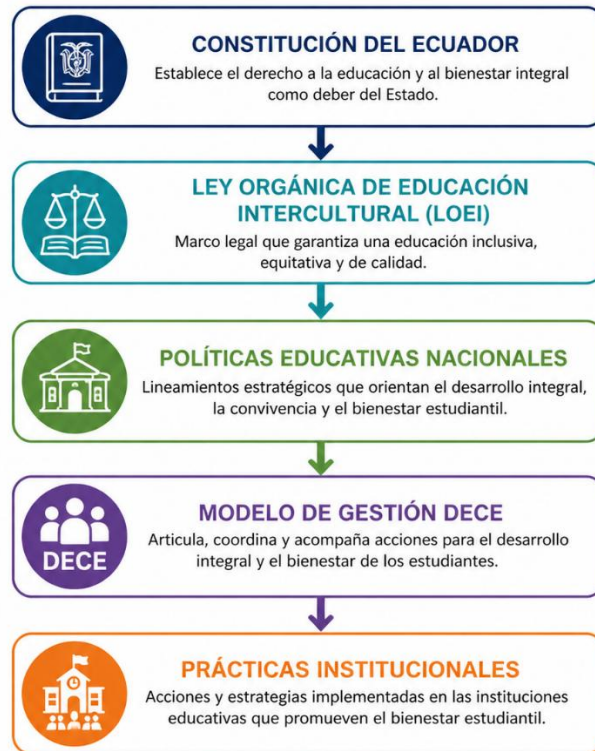 CONSTITUCIÓN DEL ECUADOR
Establece el derecho a la educación y al bienestar integral
como deber del Estado.
LEY ORGÁNICA DE EDUCACIÓN
INTERCULTURAL (LOEI)
Marco legal que garantiza una educación inclusiva,
equitativa y de calidad.
POLÍTICAS EDUCATIVAS NACIONALES
Lineamientos estratégicos que orientan el desarrollo integral,
la convivencia y el bienestar estudiantil.
DECE
MODELO DE GESTIÓN DECE
Articula, coordina y acompaña acciones para el desarrollo
integral y el bienestar de los estudiantes.
PRÁCTICAS INSTITUCIONALES
Acciones y estrategias implementadas en las instituciones
educativas que promueven el bienestar estudiantil.